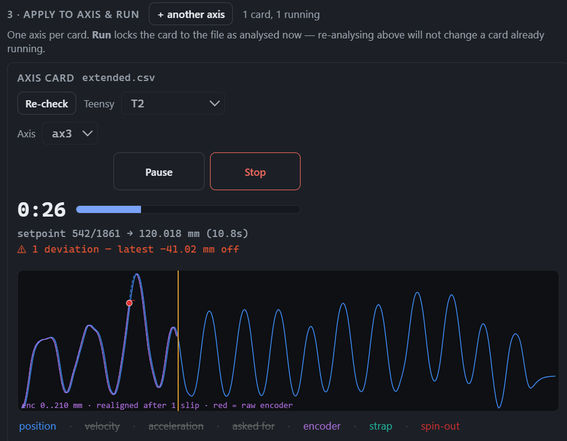 3 · APPLY TO AXIS & RUN + another axis 1 card, 1 running
One axis per card. Run locks the card to the file as analysed now — re-analysing above will not change a card already
running.
AXIS CARD extended.csv
Re-check Teensy T2
Axis ax3
Pause Stop
0:26
setpoint 542/1861 → 120.018 mm (10.8s)
⚠ 1 deviation — latest −41.02 mm off
enc 0..210 mm · realigned after 1 slip · red = raw encoder
position · velocity · acceleration · asked for · encoder · strap · spin-out